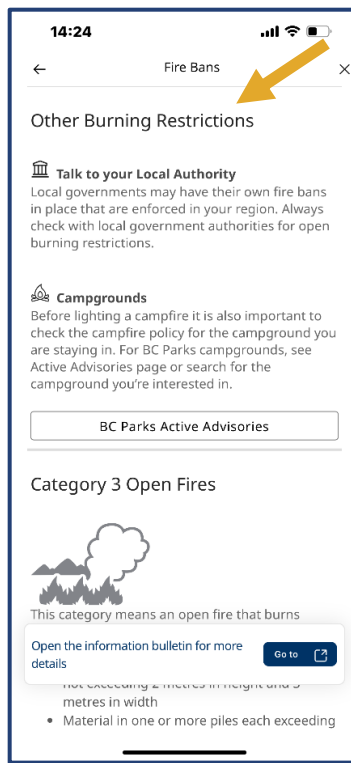 14:24
Fire Bans
Other Burning Restrictions
Talk to your Local Authority
Local governments may have their own fire bans
in place that are enforced in your region. Always
check with local government authorities for open
burning restrictions.
Campgrounds
Before lighting a campfire it is also important to
check the campfire policy for the campground you
are staying in. For BC Parks campgrounds, see
Active Advisories page or search for the
campground you’re interested in.
BC Parks Active Advisories
Category 3 Open Fires
This category means an open fire that burns
Open the information bulletin for more
details
Go to
not exceeding 2 metres in height and 3
metres in width
• Material in one or more piles each exceeding